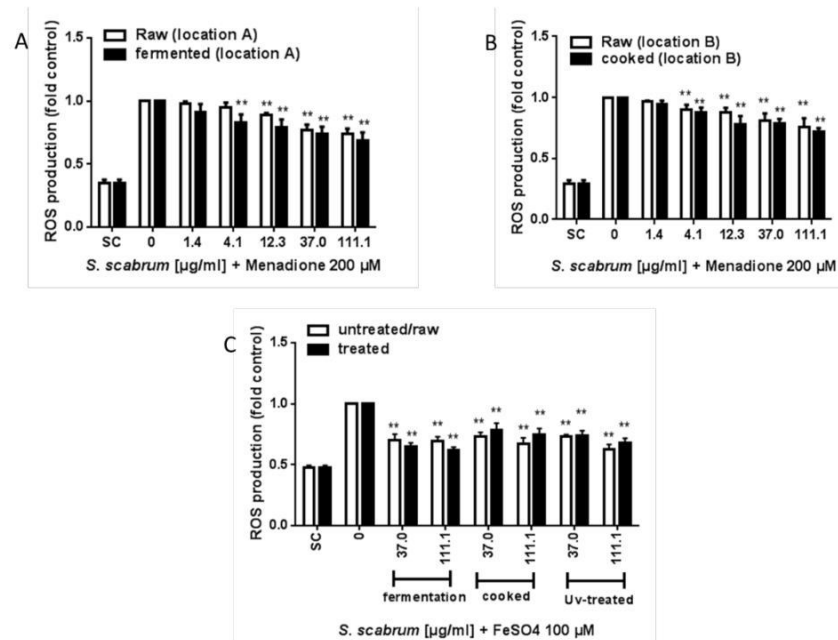 A
Raw (location A)
fermented (location A)
ROS production (fold control)
1.5
1.0
0.5
0.0
** ** ** ** ** ** **
SC 0 1.4 4.1 12.3 37.0 111.1
S. scabrum [µg/ml] + Menadione 200 µM
B
Raw (location B)
cooked (location B)
ROS production (fold control)
1.5
1.0
0.5
0.0
** ** ** ** ** ** ** **
SC 0 1.4 4.1 12.3 37.0 111.1
S. scabrum [µg/ml] + Menadione 200 µM
C
untreated/raw
treated
ROS production (fold control)
1.5
1.0
0.5
0.0
** ** ** ** ** ** ** ** ** ** ** **
SC 0 37.0 111.1 37.0 111.1 37.0 111.1
fermentation cooked Uv-treated
S. scabrum [µg/ml] + FeSO4 100 µM